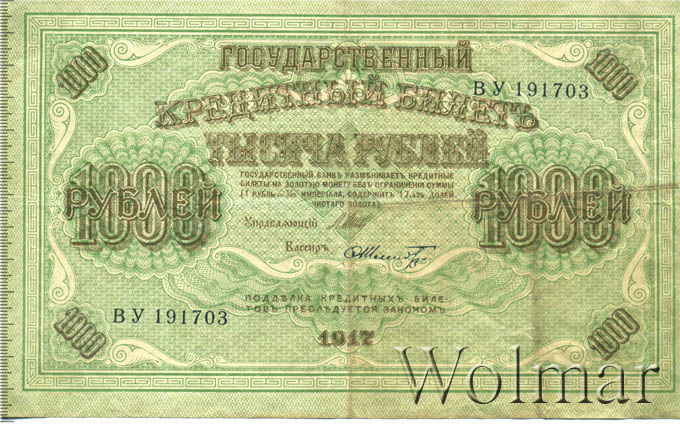 1000
1000
ГОСУДАРСТВЕННЫЙ
КРЕДИТНЫЙ БИЛЕТЪ
ВУ 191703
ТЫСЯЧА РУБЛЕЙ
ГОСУДАРСТВЕННЫЙ БАНКЪ РАЗМѢНИВАЕТЪ КРЕДИТНЫЕ
БИЛЕТЫ НА ЗОЛОТУЮ МОНЕТУ БЕЗЪ ОГРАНИЧЕНІЯ СУММЫ
(1 РУБЛЬ = 1/15 ИМПЕРІАЛА, СОДЕРЖИТЪ 17,424 ДОЛЕЙ
ЧИСТАГО ЗОЛОТА).
1000
РУБЛЕЙ
1000
РУБЛЕЙ
Управляющій
Кассиръ
ПОДДѢЛКА КРЕДИТНЫХЪ БИЛЕ-
ТОВЪ ПРЕСЛѢДУЕТСЯ ЗАКОНОМЪ
ВУ 191703
1917
1000
1000
Wolmar